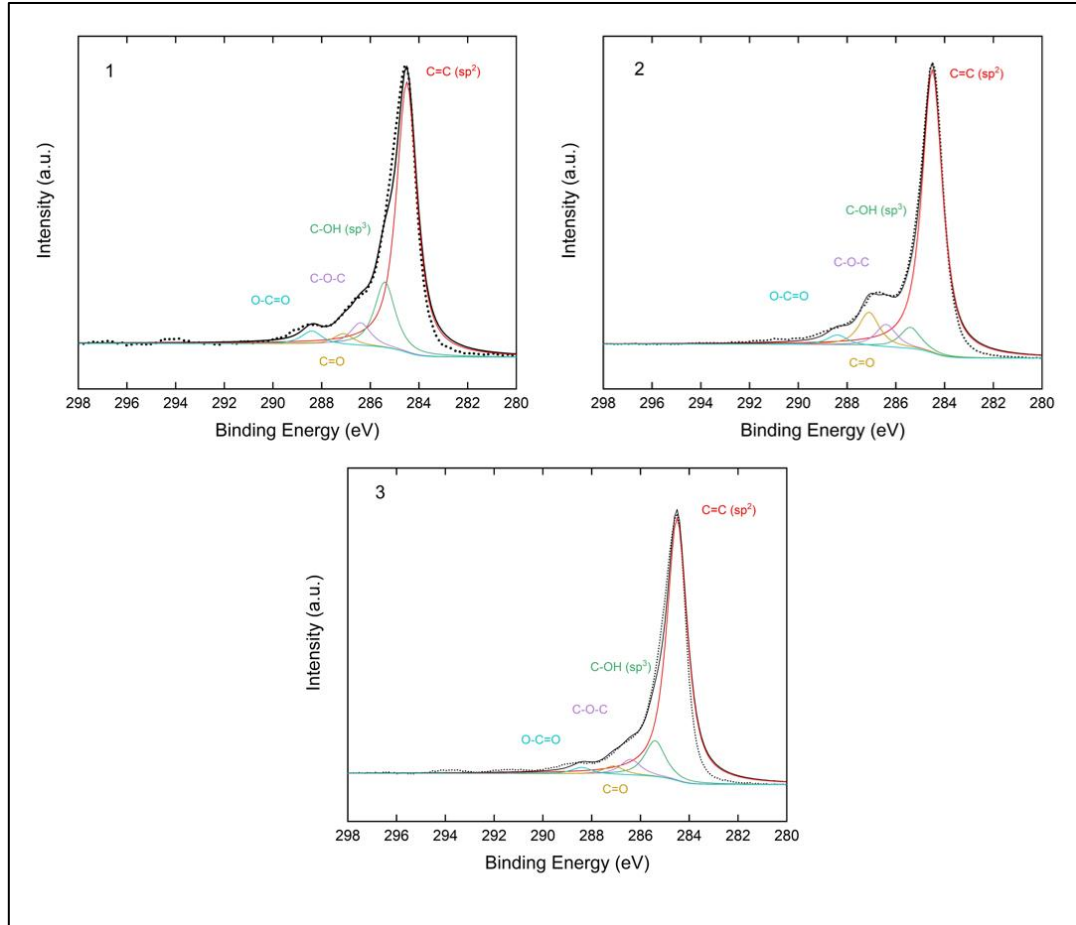 1
C=C (sp²)
C-OH (sp³)
C-O-C
O-C=O
C=O
Intensity (a.u.)
298 296 294 292 290 288 286 284 282 280
Binding Energy (eV)
2
C=C (sp²)
C-OH (sp³)
C-O-C
O-C=O
C=O
Intensity (a.u.)
298 296 294 292 290 288 286 284 282 280
Binding Energy (eV)
3
C=C (sp²)
C-OH (sp³)
C-O-C
O-C=O
C=O
Intensity (a.u.)
298 296 294 292 290 288 286 284 282 280
Binding Energy (eV)